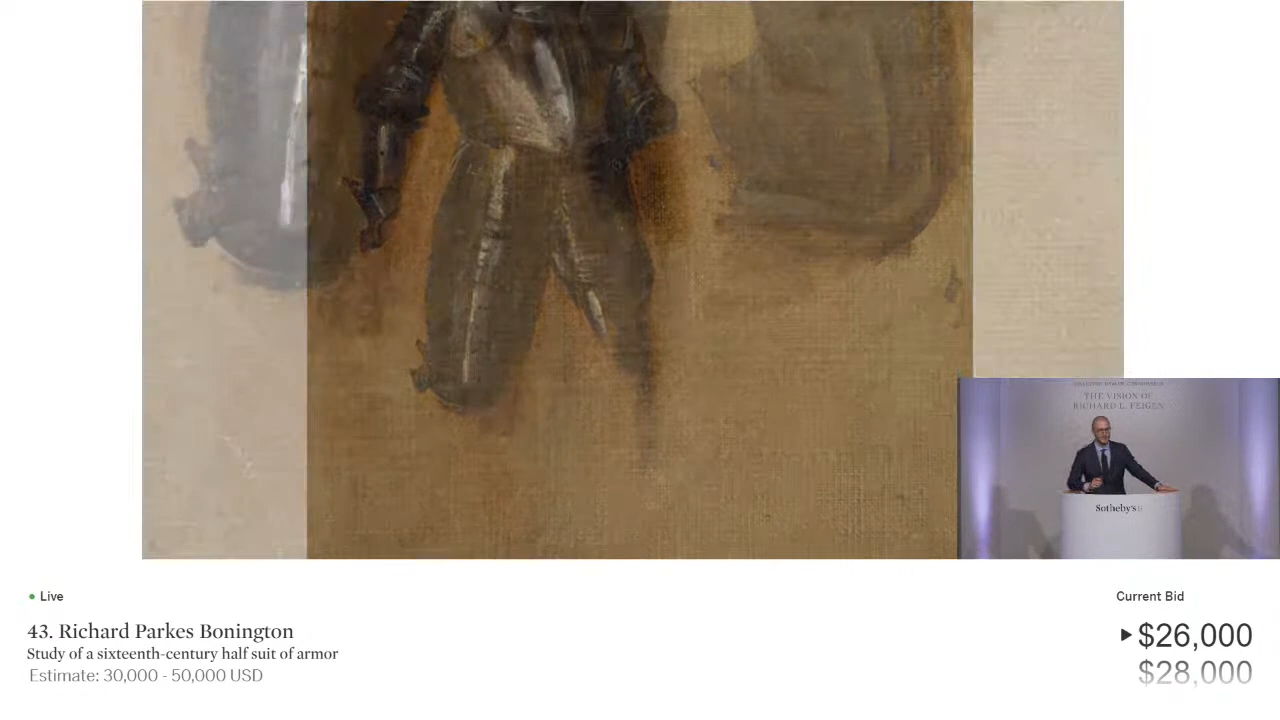 THE VISION OF
RICHARD L. FEIGEN
Sotheby's
Live
43. Richard Parkes Bonington
Study of a sixteenth-century half suit of armor
Estimate: 30,000 - 50,000 USD
Current Bid
$26,000
$28,000